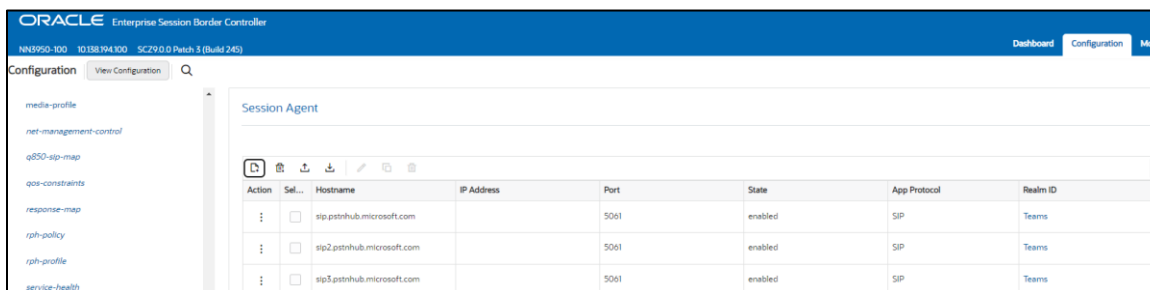 ORACLE Enterprise Session Border Controller
NN3950-100 10.138.194.100 SCZ9.0.0 Patch 3 (Build 245)
Dashboard Configuration
Configuration View Configuration
media-profile
net-management-control
q850-sip-map
qos-constraints
response-map
rph-policy
rph-profile
service-health
Session Agent
Action Sel... Hostname IP Address Port State App Protocol Realm ID
sip.pstnhub.microsoft.com 5061 enabled SIP Teams
sip2.pstnhub.microsoft.com 5061 enabled SIP Teams
sip3.pstnhub.microsoft.com 5061 enabled SIP Teams